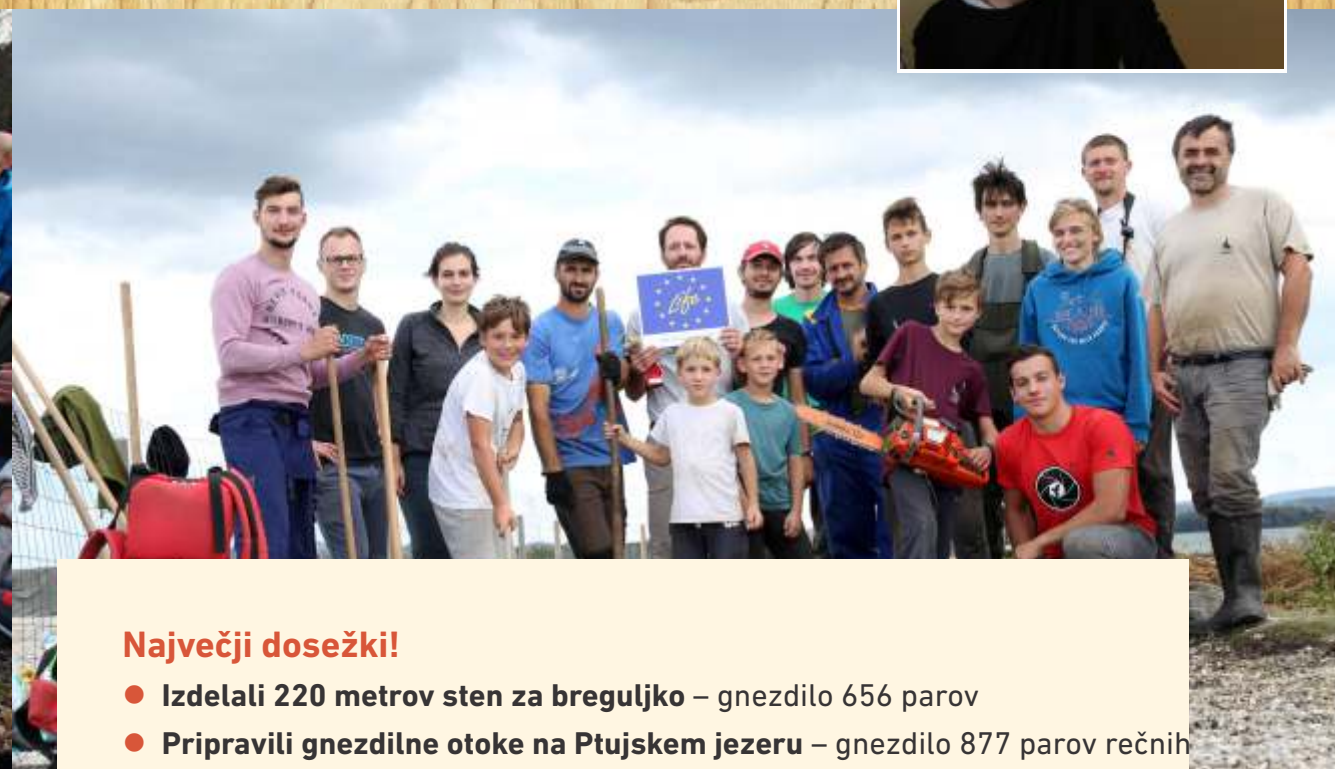 Life
Največji dosežki!
● Izdelali 220 metrov sten za breguljko – gnezdilo 656 parov
● Pripravili gnezdilne otoke na Ptujskem jezeru – gnezdilo 877 parov rečnih